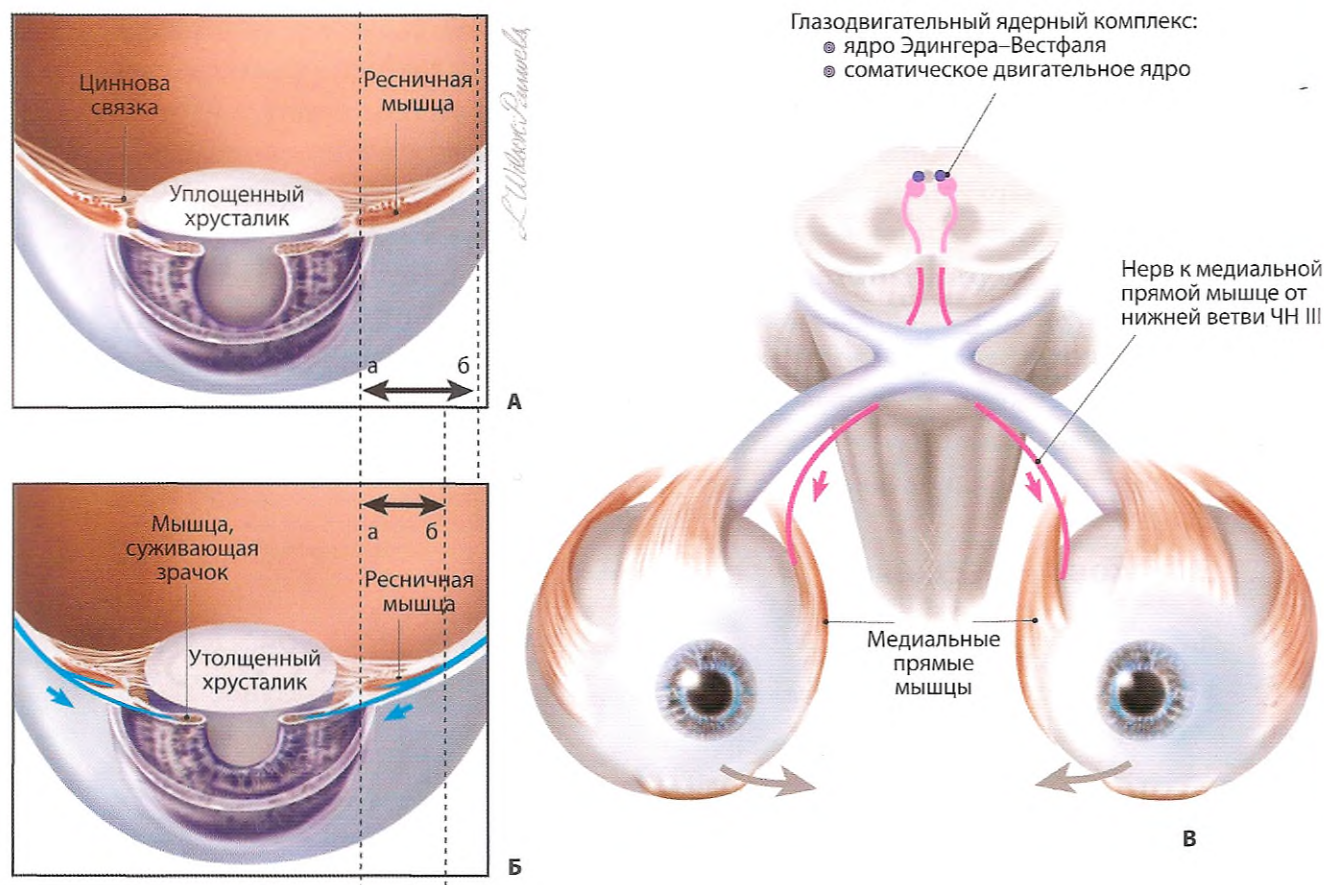 Циннова
связка
Ресничная
мышца
Уплощенный
хрусталик
а
б
А
Мышца,
суживающая
зрачок
а
б
Ресничная
мышца
Утолщенный
хрусталик
Б
Глазодвигательный ядерный комплекс:
ядро Эдингера–Вестфаля
соматическое двигательное ядро
Нерв к медиальной
прямой мышце от
нижней ветви ЧН III
Медиальные
прямые
мышцы
В